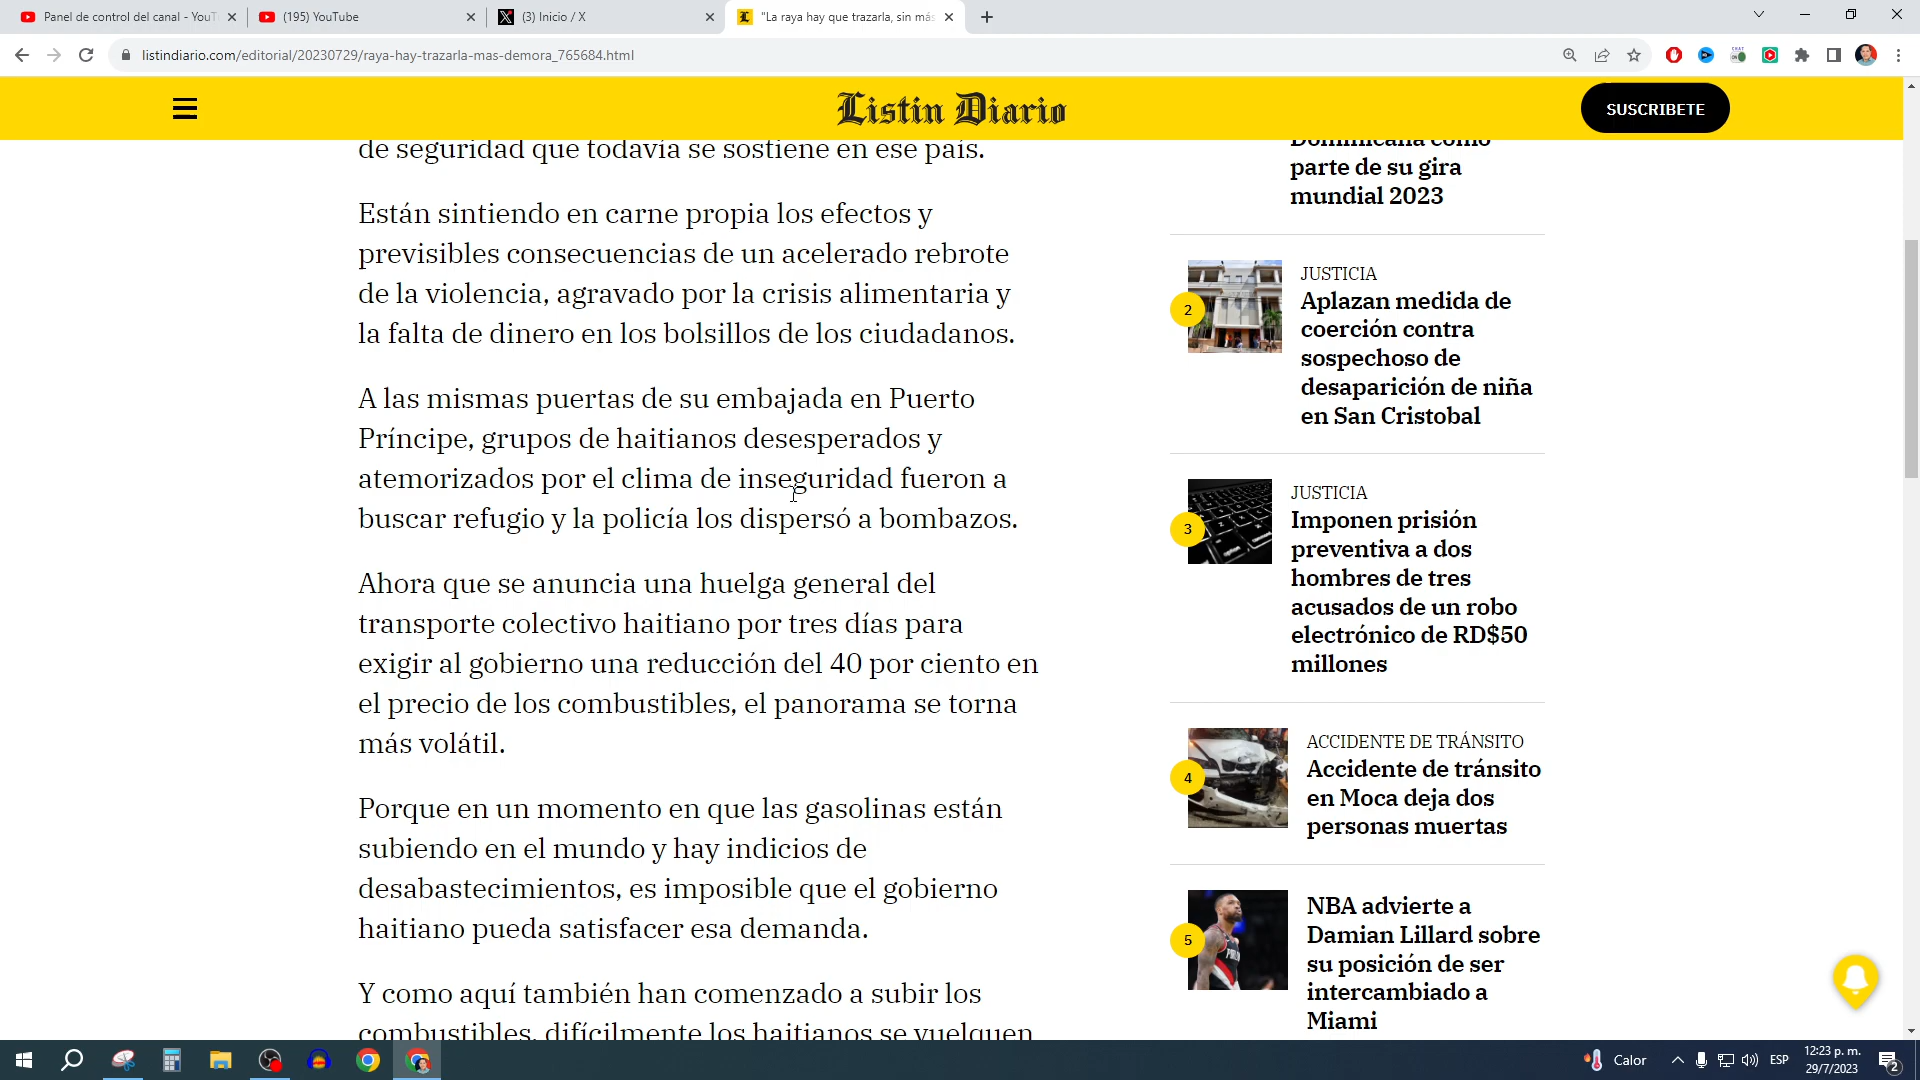 Panel de control del canal - YouT
(195) YouTube
(3) Inicio / X
"La raya hay que trazarla, sin más
listindiario.com/editorial/20230729/raya-hay-trazarla-mas-demora_765684.html
Listin Diario
SUSCRIBETE
de seguridad que todavía se sostiene en ese país.
Están sintiendo en carne propia los efectos y
previsibles consecuencias de un acelerado rebrote
de la violencia, agravado por la crisis alimentaria y
la falta de dinero en los bolsillos de los ciudadanos.
A las mismas puertas de su embajada en Puerto
Príncipe, grupos de haitianos desesperados y
atemorizados por el clima de inseguridad fueron a
buscar refugio y la policía los dispersó a bombazos.
Ahora que se anuncia una huelga general del
transporte colectivo haitiano por tres días para
exigir al gobierno una reducción del 40 por ciento en
el precio de los combustibles, el panorama se torna
más volátil.
Porque en un momento en que las gasolinas están
subiendo en el mundo y hay indicios de
desabastecimientos, es imposible que el gobierno
haitiano pueda satisfacer esa demanda.
Y como aquí también han comenzado a subir los
combustibles, difícilmente los haitianos se vuelquen
Dominicana como
parte de su gira
mundial 2023
2
JUSTICIA
Aplazan medida de
coerción contra
sospechoso de
desaparición de niña
en San Cristobal
3
JUSTICIA
Imponen prisión
preventiva a dos
hombres de tres
acusados de un robo
electrónico de RD$50
millones
4
ACCIDENTE DE TRÁNSITO
Accidente de tránsito
en Moca deja dos
personas muertas
5
NBA advierte a
Damian Lillard sobre
su posición de ser
intercambiado a
Miami
Calor
ESP
12:23 p. m.
29/7/2023
2